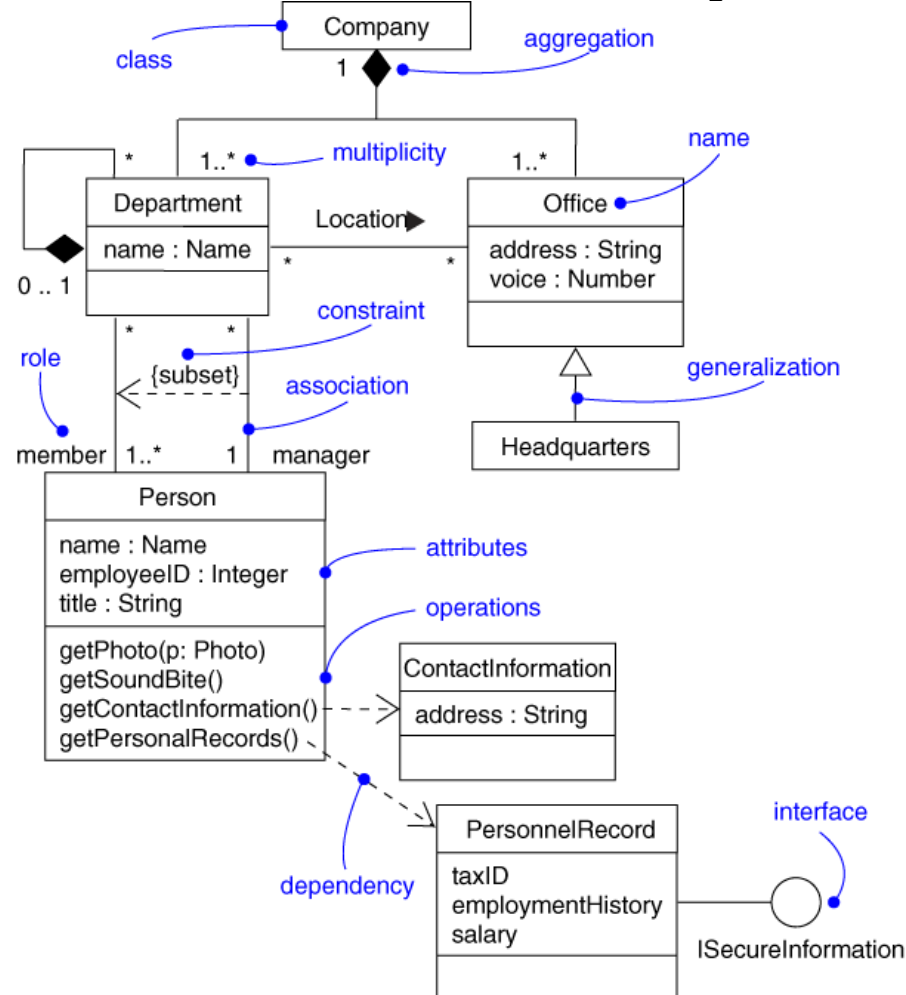 Company
class
aggregation
1
*
1..*
multiplicity
1..*
name
Department
Office
name : Name
Location
address : String
voice : Number
*
*
0 .. 1
constraint
*
*
role
{subset}
association
generalization
member
1..*
1
manager
Headquarters
Person
name : Name
employeeID : Integer
title : String
attributes
operations
getPhoto(p: Photo)
getSoundBite()
getContactInformation()
getPersonalRecords()
ContactInformation
address : String
dependency
PersonnelRecord
interface
taxID
employmentHistory
salary
ISecureInformation